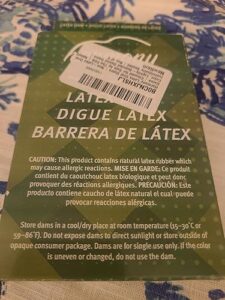 LATEX
DIGUE LATEX
BARRERA DE LÁTEX
CAUTION: This product contains natural latex rubber which
may cause allergic reactions. MISE EN GARDE: Ce produit
contient du caoutchouc latex biologique et peut donc
provoquer des réactions allergiques. PRECAUCIÓN: Este
producto contiene caucho de látex natural el cual puede
provocar reacciones alérgicas.
Store dams in a cool/dry place at room temperature (15–30˚C or
59–86˚F). Do not expose dams to direct sunlight or store outside of
opaque consumer package. Dams are for single use only. If the color
is uneven or changed, do not use the dam.